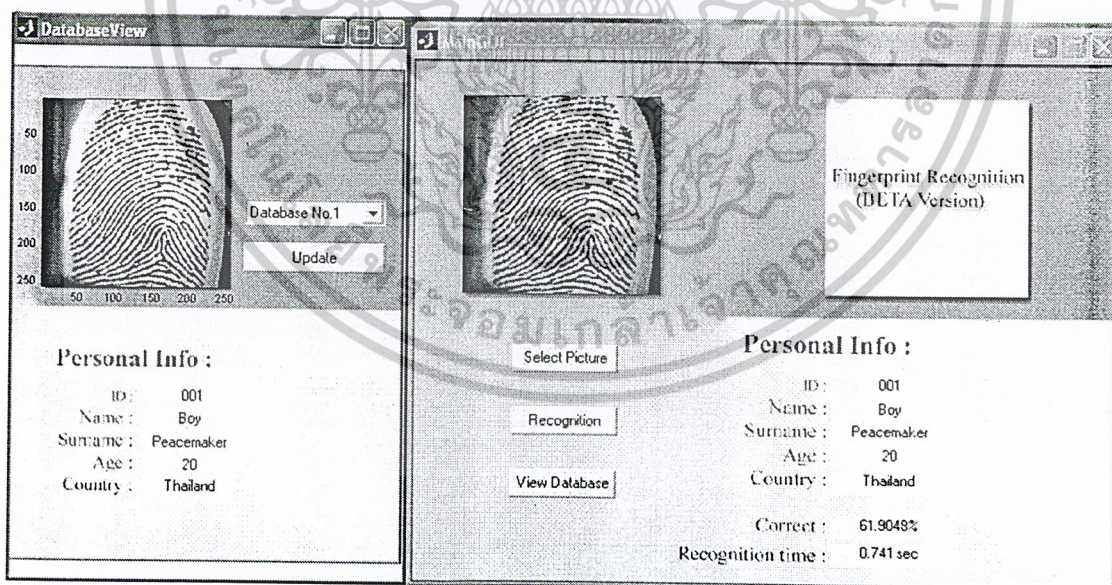 DatabaseView
MainGUI
50
100
150
200
250
50 100 150 200 250
Database No.1
Update
Fingerprint Recognition
(BETA Version)
Personal Info :
ID : 001
Name : Boy
Surname : Peacemaker
Age : 20
Country : Thailand
Select Picture
Recognition
View Database
Personal Info :
ID : 001
Name : Boy
Surname : Peacemaker
Age : 20
Country : Thailand
Correct : 61.9048%
Recognition time : 0.741 sec